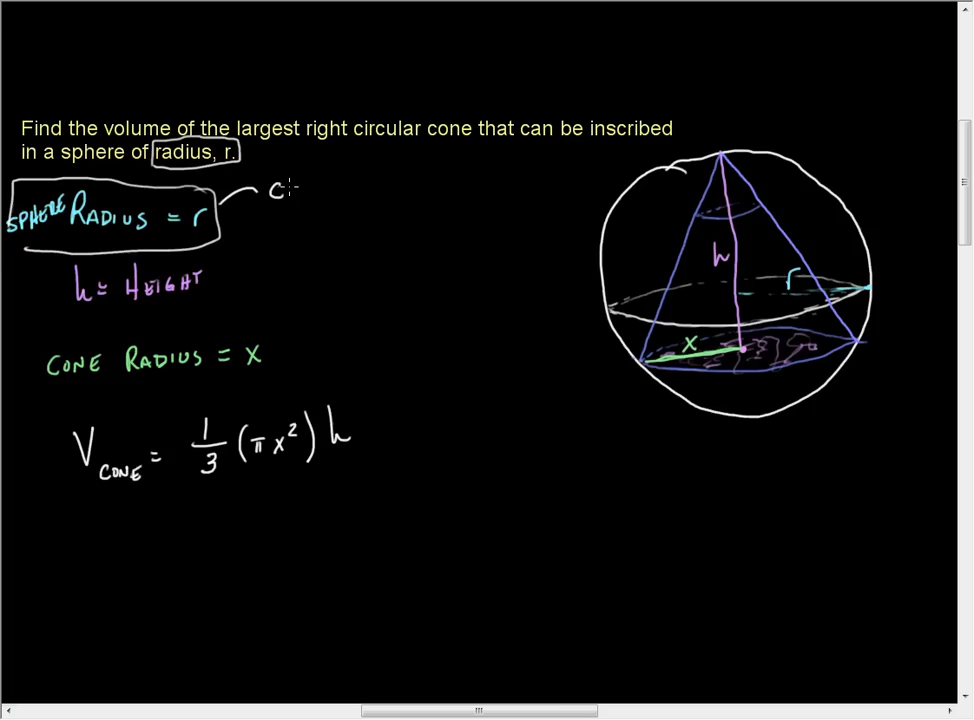 Find the volume of the largest right circular cone that can be inscribed
in a sphere of radius, r.
SPHERE RADIUS = r
C
h = HEIGHT
CONE RADIUS = x
V CONE = 1/3 (πx²) h
h
r
x